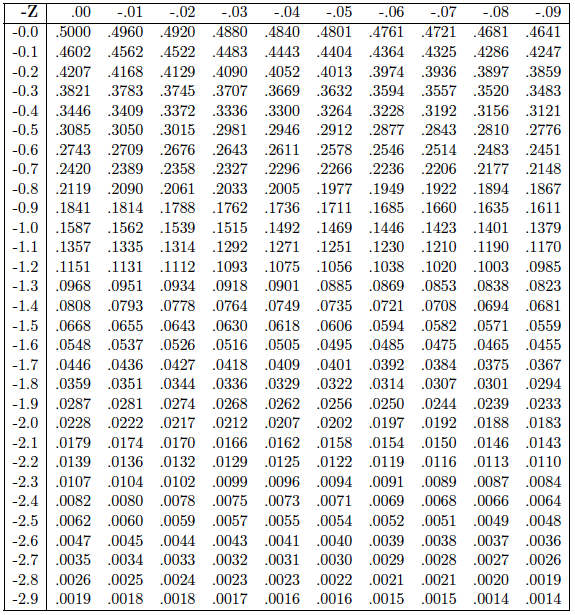 -Z .00 -.01 -.02 -.03 -.04 -.05 -.06 -.07 -.08 -.09
-0.0 .5000 .4960 .4920 .4880 .4840 .4801 .4761 .4721 .4681 .4641
-0.1 .4602 .4562 .4522 .4483 .4443 .4404 .4364 .4325 .4286 .4247
-0.2 .4207 .4168 .4129 .4090 .4052 .4013 .3974 .3936 .3897 .3859
-0.3 .3821 .3783 .3745 .3707 .3669 .3632 .3594 .3557 .3520 .3483
-0.4 .3446 .3409 .3372 .3336 .3300 .3264 .3228 .3192 .3156 .3121
-0.5 .3085 .3050 .3015 .2981 .2946 .2912 .2877 .2843 .2810 .2776
-0.6 .2743 .2709 .2676 .2643 .2611 .2578 .2546 .2514 .2483 .2451
-0.7 .2420 .2389 .2358 .2327 .2296 .2266 .2236 .2206 .2177 .2148
-0.8 .2119 .2090 .2061 .2033 .2005 .1977 .1949 .1922 .1894 .1867
-0.9 .1841 .1814 .1788 .1762 .1736 .1711 .1685 .1660 .1635 .1611
-1.0 .1587 .1562 .1539 .1515 .1492 .1469 .1446 .1423 .1401 .1379
-1.1 .1357 .1335 .1314 .1292 .1271 .1251 .1230 .1210 .1190 .1170
-1.2 .1151 .1131 .1112 .1093 .1075 .1056 .1038 .1020 .1003 .0985
-1.3 .0968 .0951 .0934 .0918 .0901 .0885 .0869 .0853 .0838 .0823
-1.4 .0808 .0793 .0778 .0764 .0749 .0735 .0721 .0708 .0694 .0681
-1.5 .0668 .0655 .0643 .0630 .0618 .0606 .0594 .0582 .0571 .0559
-1.6 .0548 .0537 .0526 .0516 .0505 .0495 .0485 .0475 .0465 .0455
-1.7 .0446 .0436 .0427 .0418 .0409 .0401 .0392 .0384 .0375 .0367
-1.8 .0359 .0351 .0344 .0336 .0329 .0322 .0314 .0307 .0301 .0294
-1.9 .0287 .0281 .0274 .0268 .0262 .0256 .0250 .0244 .0239 .0233
-2.0 .0228 .0222 .0217 .0212 .0207 .0202 .0197 .0192 .0188 .0183
-2.1 .0179 .0174 .0170 .0166 .0162 .0158 .0154 .0150 .0146 .0143
-2.2 .0139 .0136 .0132 .0129 .0125 .0122 .0119 .0116 .0113 .0110
-2.3 .0107 .0104 .0102 .0099 .0096 .0094 .0091 .0089 .0087 .0084
-2.4 .0082 .0080 .0078 .0075 .0073 .0071 .0069 .0068 .0066 .0064
-2.5 .0062 .0060 .0059 .0057 .0055 .0054 .0052 .0051 .0049 .0048
-2.6 .0047 .0045 .0044 .0043 .0041 .0040 .0039 .0038 .0037 .0036
-2.7 .0035 .0034 .0033 .0032 .0031 .0030 .0029 .0028 .0027 .0026
-2.8 .0026 .0025 .0024 .0023 .0023 .0022 .0021 .0021 .0020 .0019
-2.9 .0019 .0018 .0018 .0017 .0016 .0016 .0015 .0015 .0014 .0014